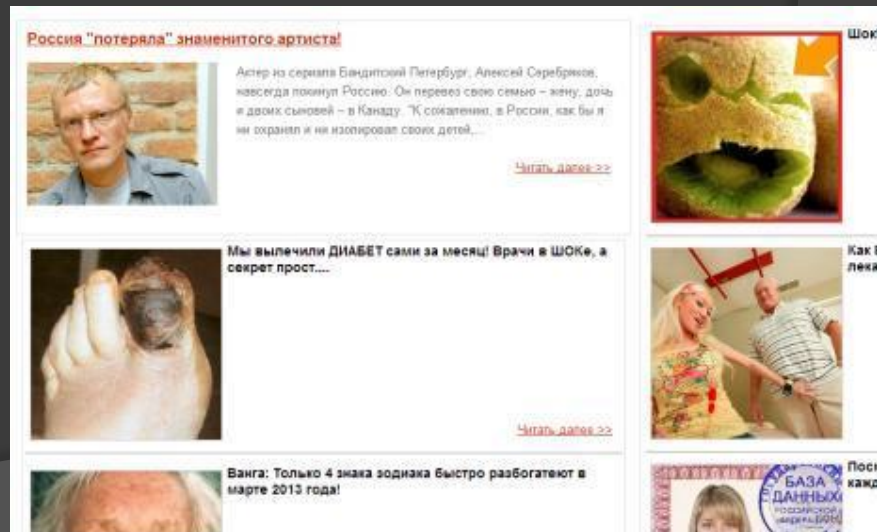 Россия "потеряла" знаменитого артиста!
Актер из сериала Бандитский Петербург, Алексей Серебряков,
навсегда покинул Россию. Он перевез свою семью – жену, дочь
и двоих сыновей – в Канаду. "К сожалению, в России, как бы я
ни охранял и ни изолировал своих детей,...
Читать далее >>
Шок
Мы вылечили ДИАБЕТ сами за месяц! Врачи в ШОКе, а
секрет прост....
Читать далее >>
Как
лека
Ванга: Только 4 знака зодиака быстро разбогатеют в
марте 2013 года!
БАЗА
ДАННЫХ
Посм
кажд